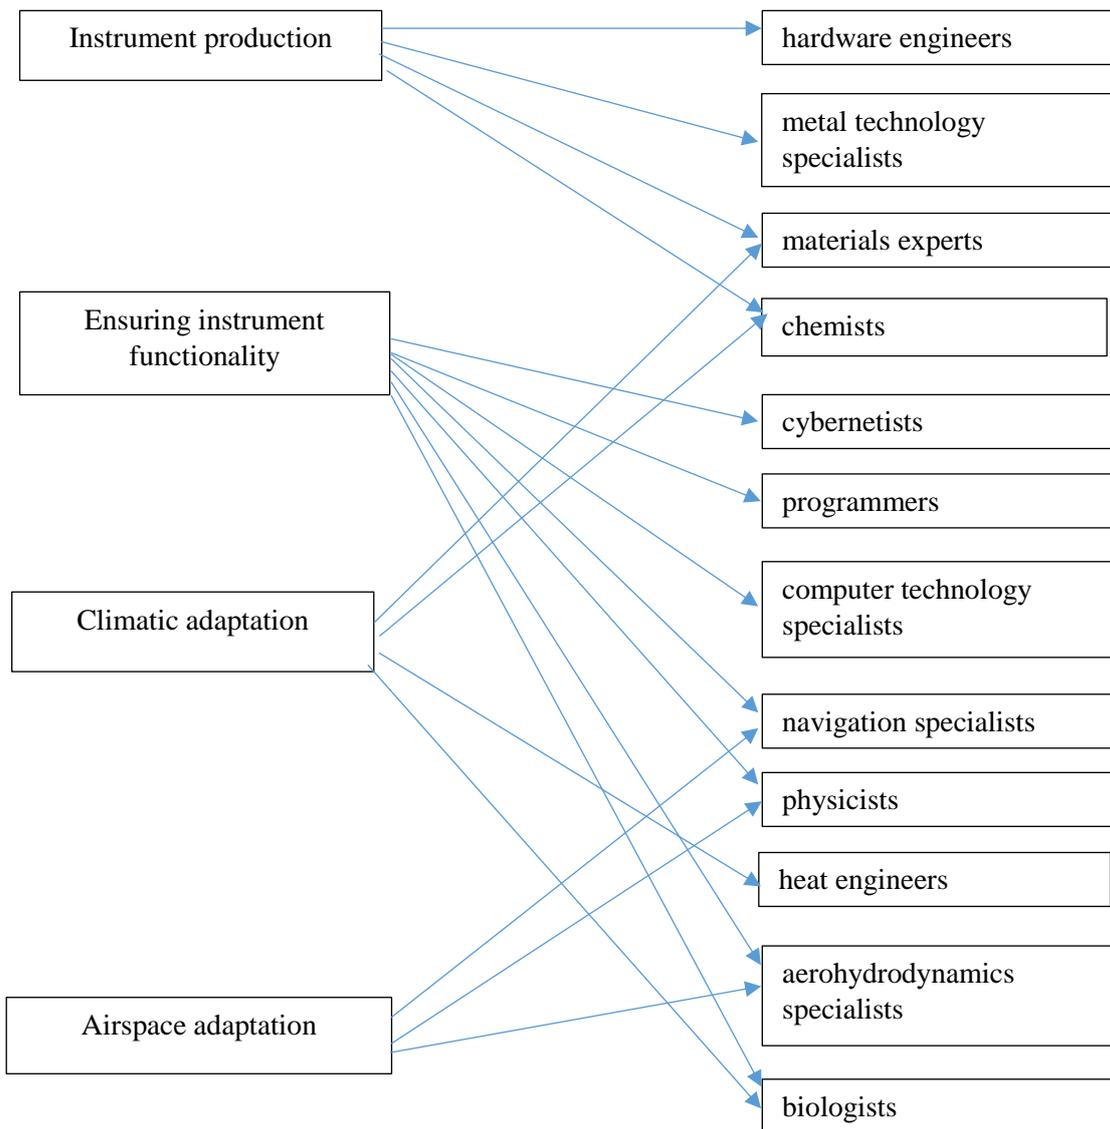 Instrument production
hardware engineers
metal technology
specialists
materials experts
Ensuring instrument
functionality
chemists
cybernetists
programmers
Climatic adaptation
computer technology
specialists
navigation specialists
physicists
heat engineers
Airspace adaptation
aerohydrodynamics
specialists
biologists